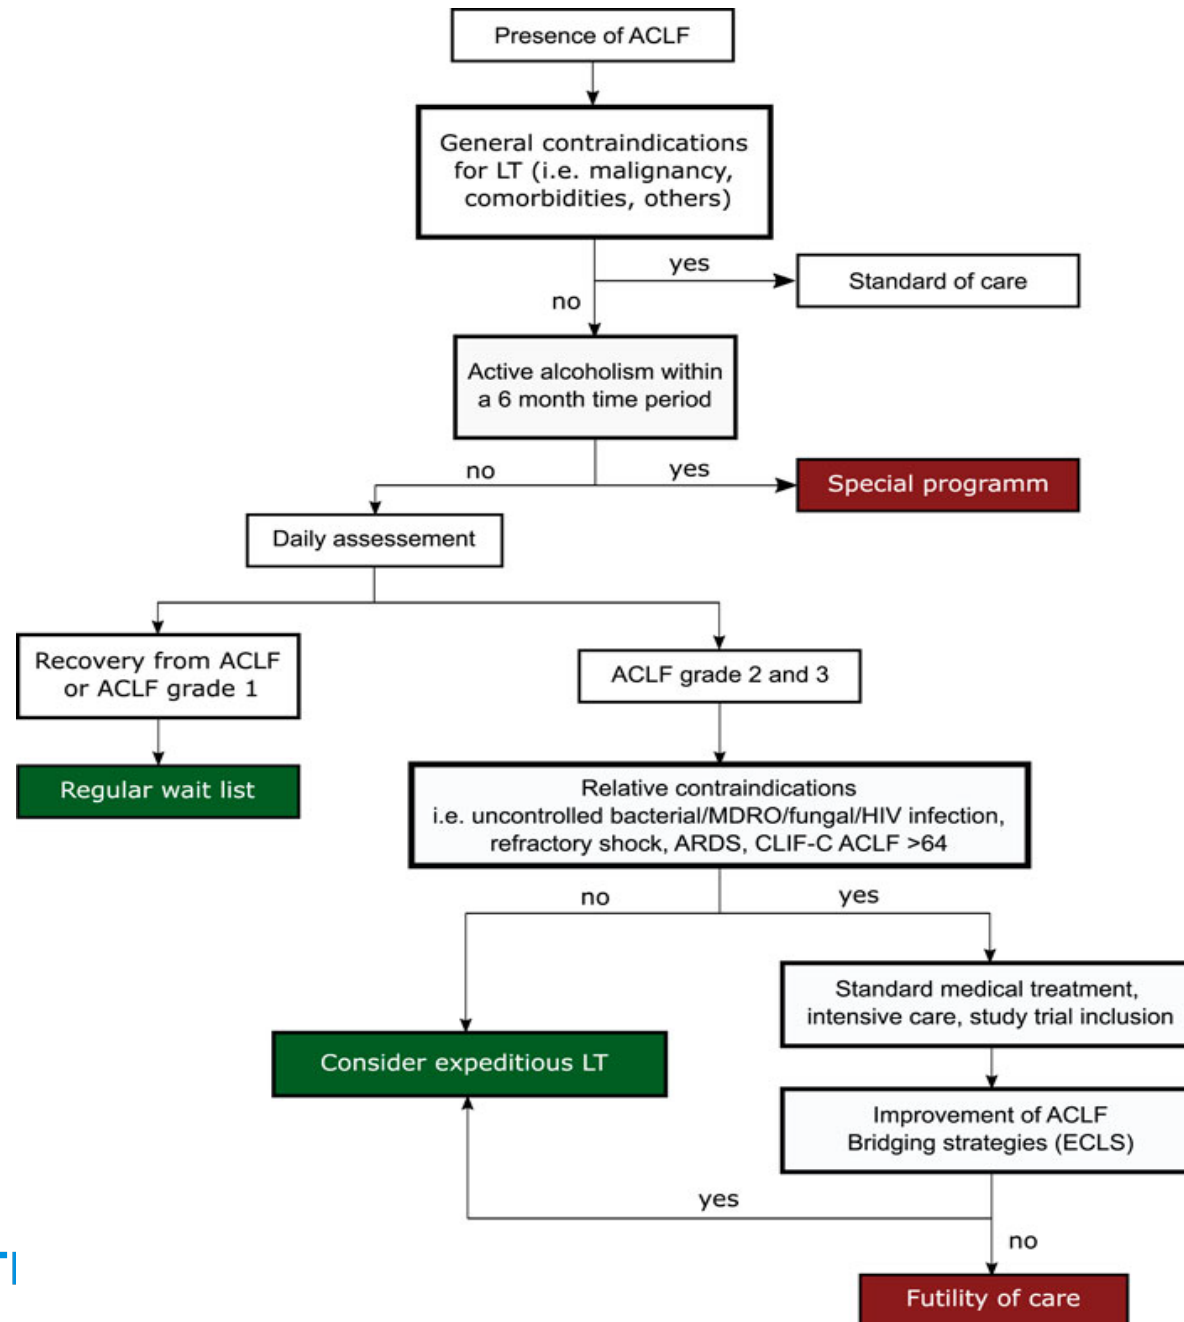 Presence of ACLF
General contraindications
for LT (i.e. malignancy,
comorbidities, others)
yes
Standard of care
no
Active alcoholism within
a 6 month time period
no
yes
Special programm
Daily assessement
Recovery from ACLF
or ACLF grade 1
ACLF grade 2 and 3
Regular wait list
Relative contraindications
i.e. uncontrolled bacterial/MDRO/fungal/HIV infection,
refractory shock, ARDS, CLIF-C ACLF >64
no
yes
Standard medical treatment,
intensive care, study trial inclusion
Consider expeditious LT
Improvement of ACLF
Bridging strategies (ECLS)
yes
no
Futility of care